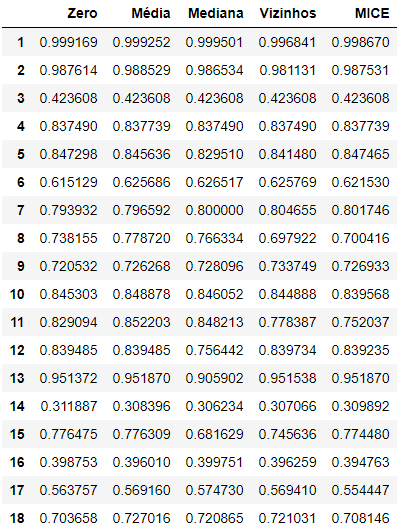 Zero Média Mediana Vizinhos MICE
1 0.999169 0.999252 0.999501 0.996841 0.998670
2 0.987614 0.988529 0.986534 0.981131 0.987531
3 0.423608 0.423608 0.423608 0.423608 0.423608
4 0.837490 0.837739 0.837490 0.837490 0.837739
5 0.847298 0.845636 0.829510 0.841480 0.847465
6 0.615129 0.625686 0.626517 0.625769 0.621530
7 0.793932 0.796592 0.800000 0.804655 0.801746
8 0.738155 0.778720 0.766334 0.697922 0.700416
9 0.720532 0.726268 0.728096 0.733749 0.726933
10 0.845303 0.848878 0.846052 0.844888 0.839568
11 0.829094 0.852203 0.848213 0.778387 0.752037
12 0.839485 0.839485 0.756442 0.839734 0.839235
13 0.951372 0.951870 0.905902 0.951538 0.951870
14 0.311887 0.308396 0.306234 0.307066 0.309892
15 0.776475 0.776309 0.681629 0.745636 0.774480
16 0.398753 0.396010 0.399751 0.396259 0.394763
17 0.563757 0.569160 0.574730 0.569410 0.554447
18 0.703658 0.727016 0.720865 0.721031 0.708146